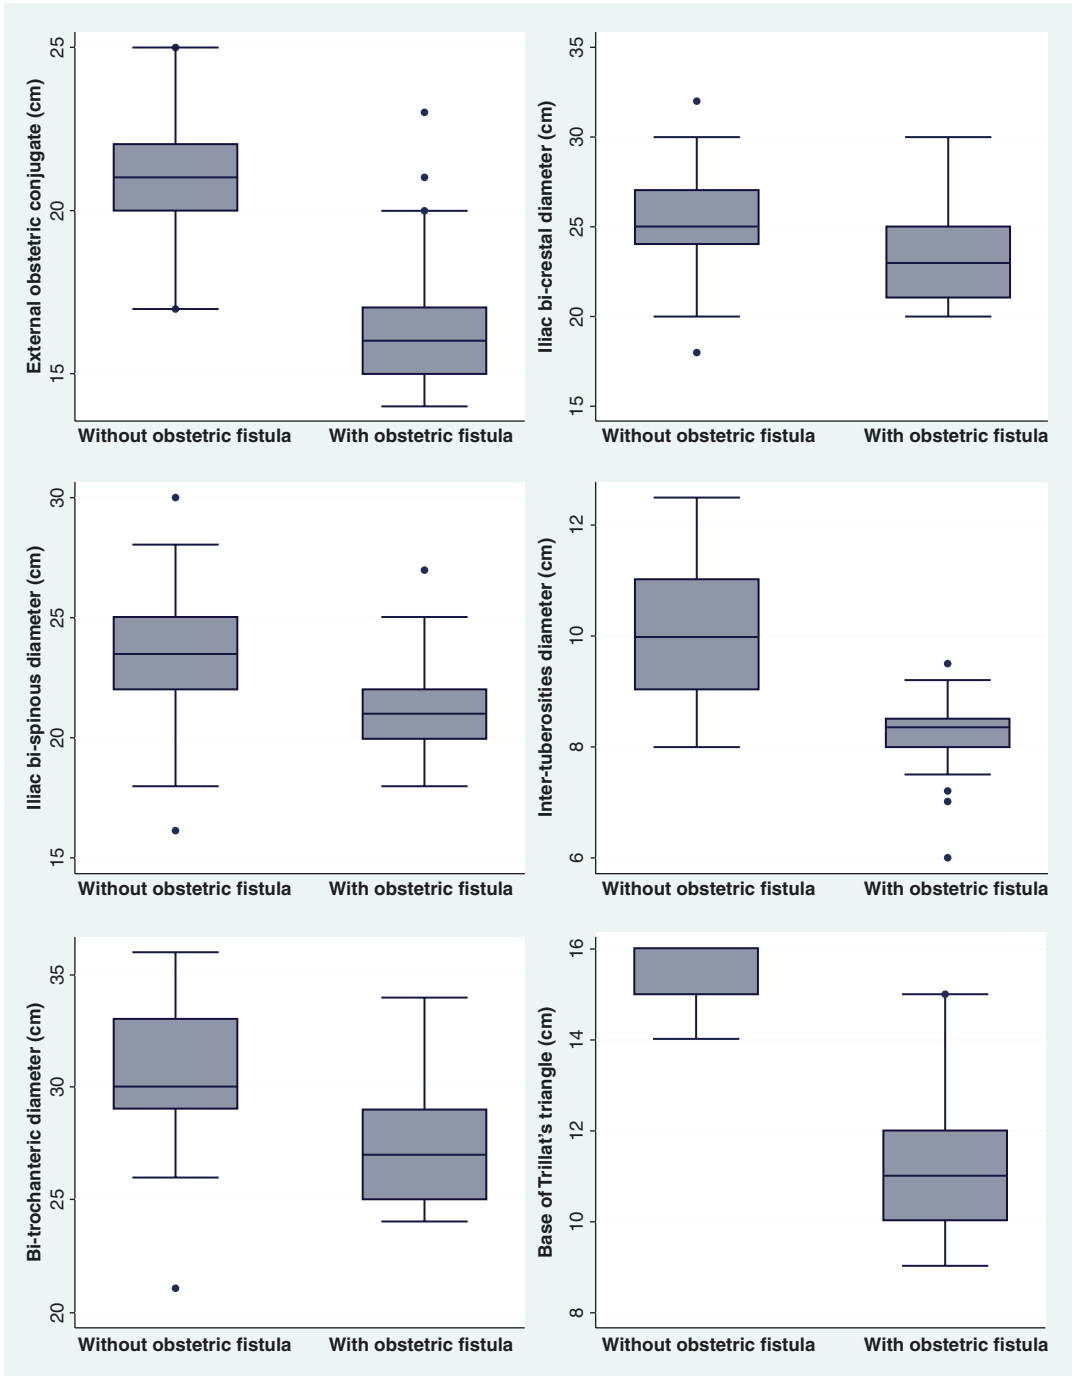 External obstetric conjugate (cm)
25
20
15
Without obstetric fistula
With obstetric fistula
Iliac bi-crestal diameter (cm)
35
30
25
20
15
Without obstetric fistula
With obstetric fistula
Iliac bi-spinous diameter (cm)
30
25
20
15
Without obstetric fistula
With obstetric fistula
Inter-tuberosities diameter (cm)
12
10
8
6
Without obstetric fistula
With obstetric fistula
Bi-trochanteric diameter (cm)
35
30
25
20
Without obstetric fistula
With obstetric fistula
Base of Trillat's triangle (cm)
16
14
12
10
8
Without obstetric fistula
With obstetric fistula